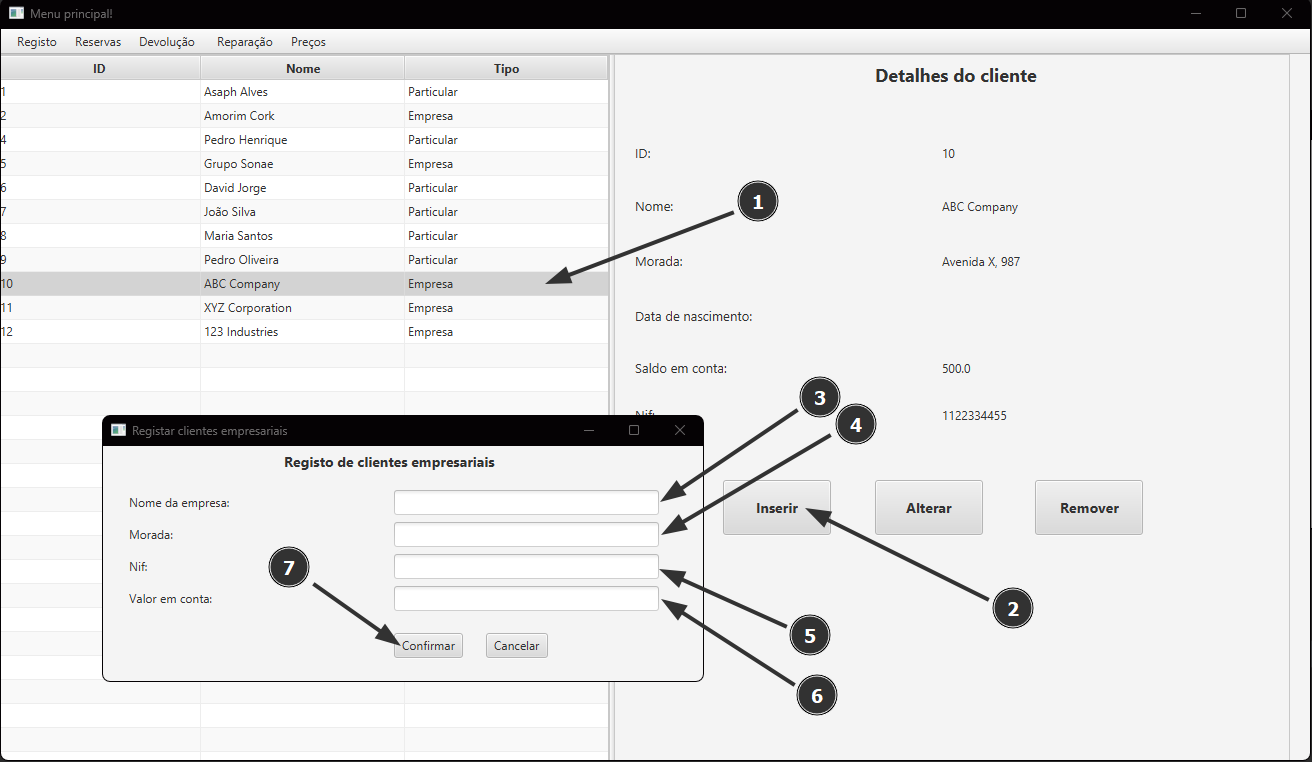 Menu principal!
Registo Reservas Devolução Reparação Preços
ID Nome Tipo
1 Asaph Alves Particular
2 Amorim Cork Empresa
4 Pedro Henrique Particular
5 Grupo Sonae Empresa
6 David Jorge Particular
7 João Silva Particular
8 Maria Santos Particular
9 Pedro Oliveira Particular
10 ABC Company Empresa
11 XYZ Corporation Empresa
12 123 Industries Empresa
Detalhes do cliente
ID: 10
1
Nome: ABC Company
Morada: Avenida X, 987
Data de nascimento:
Saldo em conta: 500.0
3
Nif: 1122334455
4
Inserir Alterar Remover
2
Registar clientes empresariais
Registo de clientes empresariais
Nome da empresa:
Morada:
Nif:
7
Valor em conta:
5
Confirmar Cancelar
6